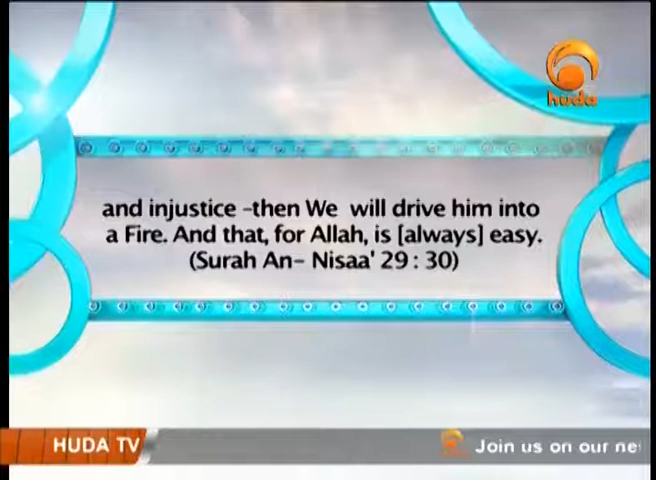 huda
and injustice -then We will drive him into
a Fire. And that, for Allah, is [always] easy.
(Surah An- Nisaa' 29 : 30)
HUDA TV
Join us on our ne